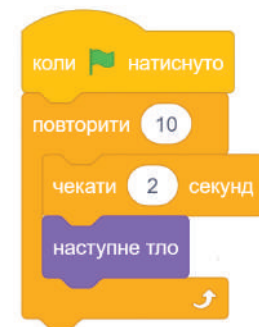 коли натиснуто
повторити 10
чекати 2 секунд
наступне тло